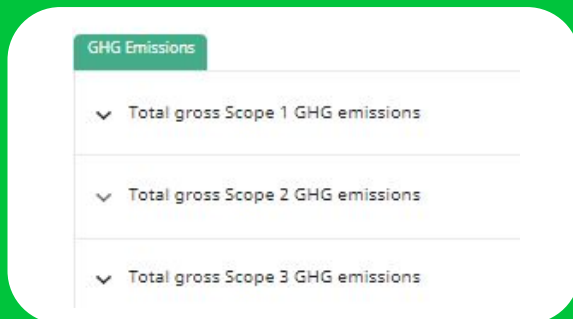 GHG Emissions
Total gross Scope 1 GHG emissions
Total gross Scope 2 GHG emissions
Total gross Scope 3 GHG emissions